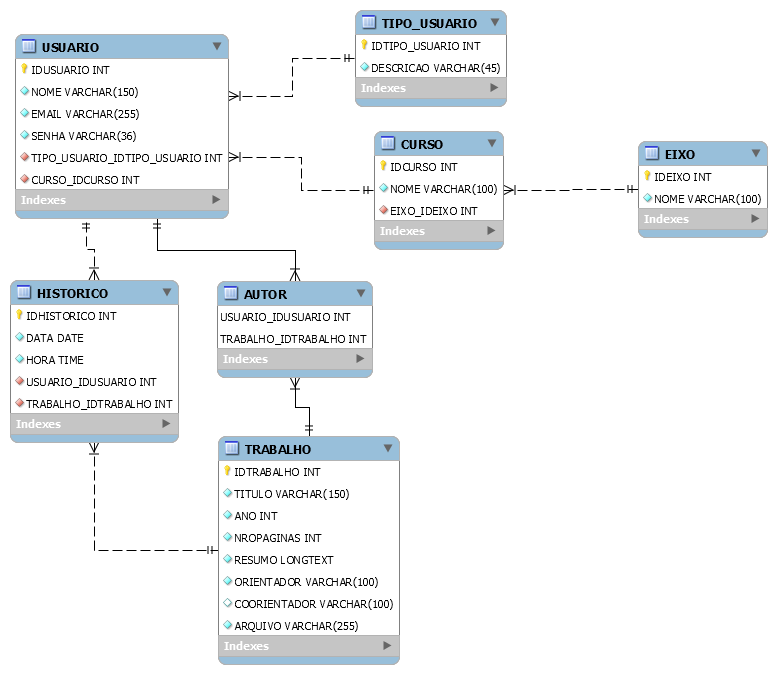 USUARIO
IDUSUARIO INT
NOME VARCHAR(150)
EMAIL VARCHAR(255)
SENHA VARCHAR(36)
TIPO_USUARIO_IDTIPO_USUARIO INT
CURSO_IDCURSO INT
Indexes
TIPO_USUARIO
IDTIPO_USUARIO INT
DESCRICAO VARCHAR(45)
Indexes
CURSO
IDCURSO INT
NOME VARCHAR(100)
EIXO_IDEIXO INT
Indexes
EIXO
IDEIXO INT
NOME VARCHAR(100)
Indexes
HISTORICO
IDHISTORICO INT
DATA DATE
HORA TIME
USUARIO_IDUSUARIO INT
TRABALHO_IDTRABALHO INT
Indexes
AUTOR
USUARIO_IDUSUARIO INT
TRABALHO_IDTRABALHO INT
Indexes
TRABALHO
IDTRABALHO INT
TITULO VARCHAR(150)
ANO INT
NROPAGINAS INT
RESUMO LONGTEXT
ORIENTADOR VARCHAR(100)
COORIENTADOR VARCHAR(100)
ARQUIVO VARCHAR(255)
Indexes